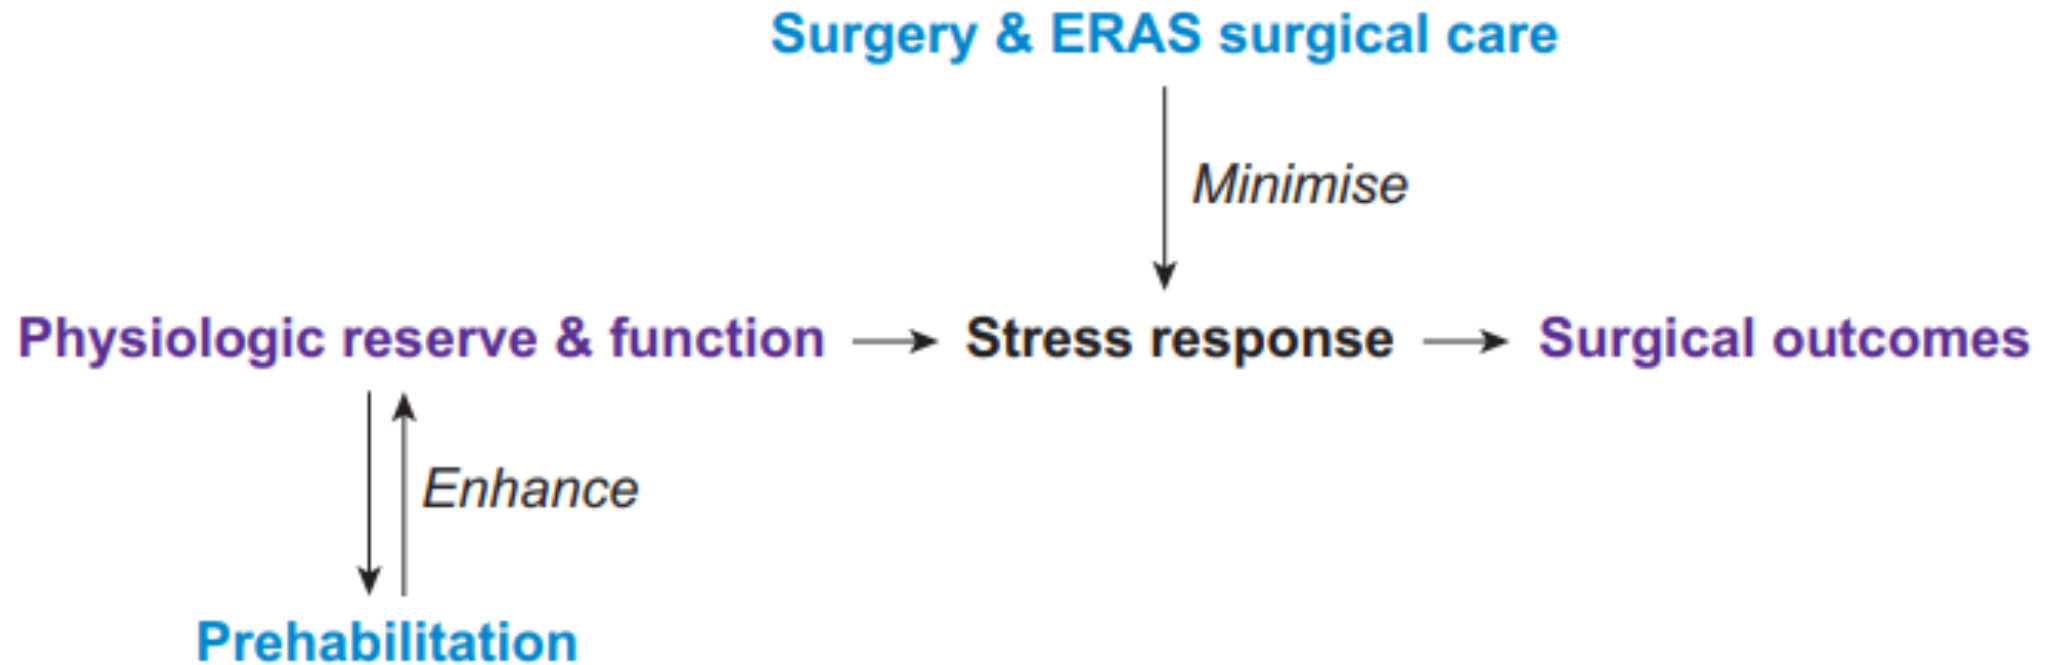 Surgery & ERAS surgical care
Minimise
Physiologic reserve & function
Stress response
Surgical outcomes
Enhance
Prehabilitation